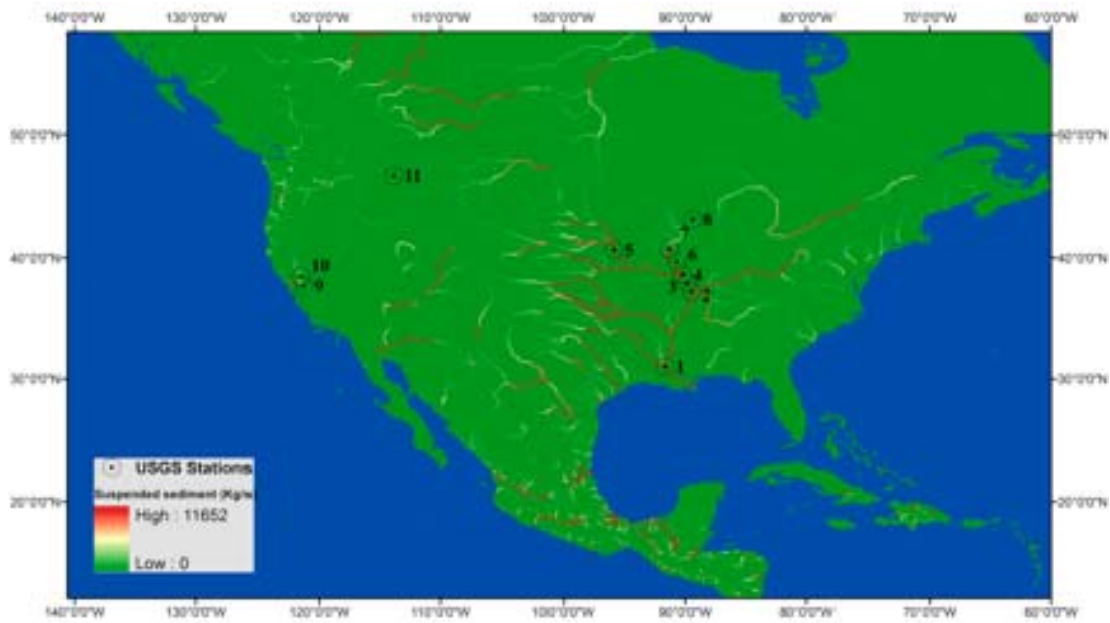 140°0'0"W 130°0'0"W 120°0'0"W 110°0'0"W 100°0'0"W 90°0'0"W 80°0'0"W 70°0'0"W 60°0'0"W
50°0'0"N 50°0'0"N
11
8
10
5
6
40°0'0"N 40°0'0"N
4
9
3
1
30°0'0"N 30°0'0"N
USGS Stations
Suspended sediment (Kg/s)
High : 11652
20°0'0"N 20°0'0"N
Low : 0
140°0'0"W 130°0'0"W 120°0'0"W 110°0'0"W 100°0'0"W 90°0'0"W 80°0'0"W 70°0'0"W 60°0'0"W